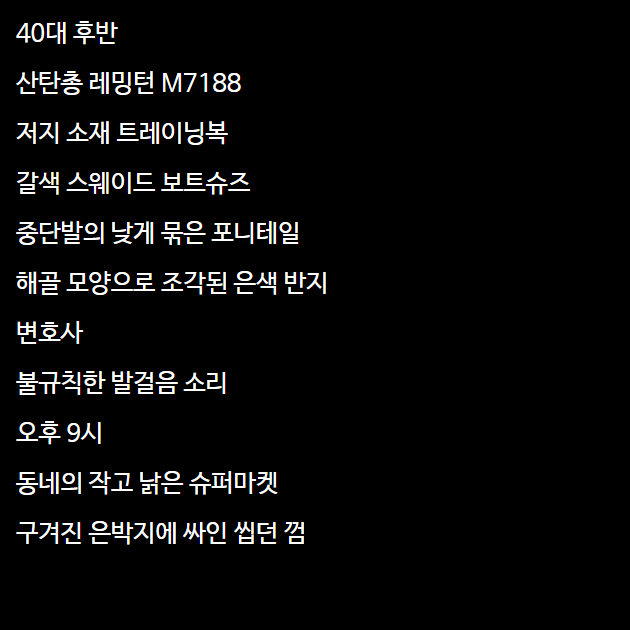 40대 후반
산탄총 레밍턴 M7188
저지 소재 트레이닝복
갈색 스웨이드 보트슈즈
중단발의 낮게 묶은 포니테일
해골 모양으로 조각된 은색 반지
변호사
불규칙한 발걸음 소리
오후 9시
동네의 작고 낡은 슈퍼마켓
구겨진 은박지에 싸인 씹던 껌